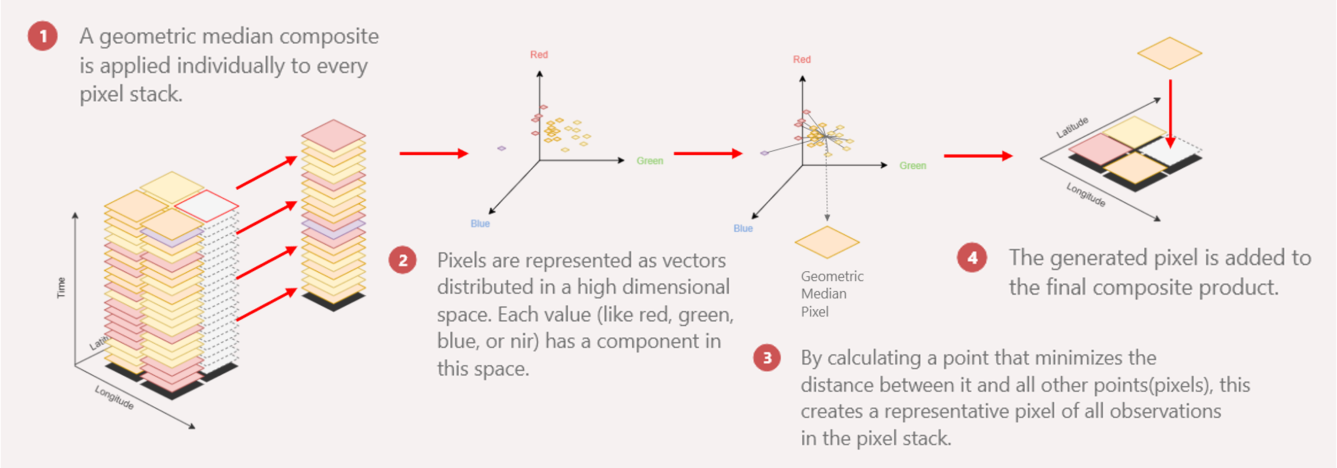 1
A geometric median composite
is applied individually to every
pixel stack.
Time
Latit
Longitude
Red
Green
Blue
2
Pixels are represented as vectors
distributed in a high dimensional
space. Each value (like red, green,
blue, or nir) has a component in
this space.
Red
Green
Blue
Geometric
Median
Pixel
3
By calculating a point that minimizes the
distance between it and all other points(pixels), this
creates a representative pixel of all observations
in the pixel stack.
Latitude
Longitude
4
The generated pixel is added to
the final composite product.